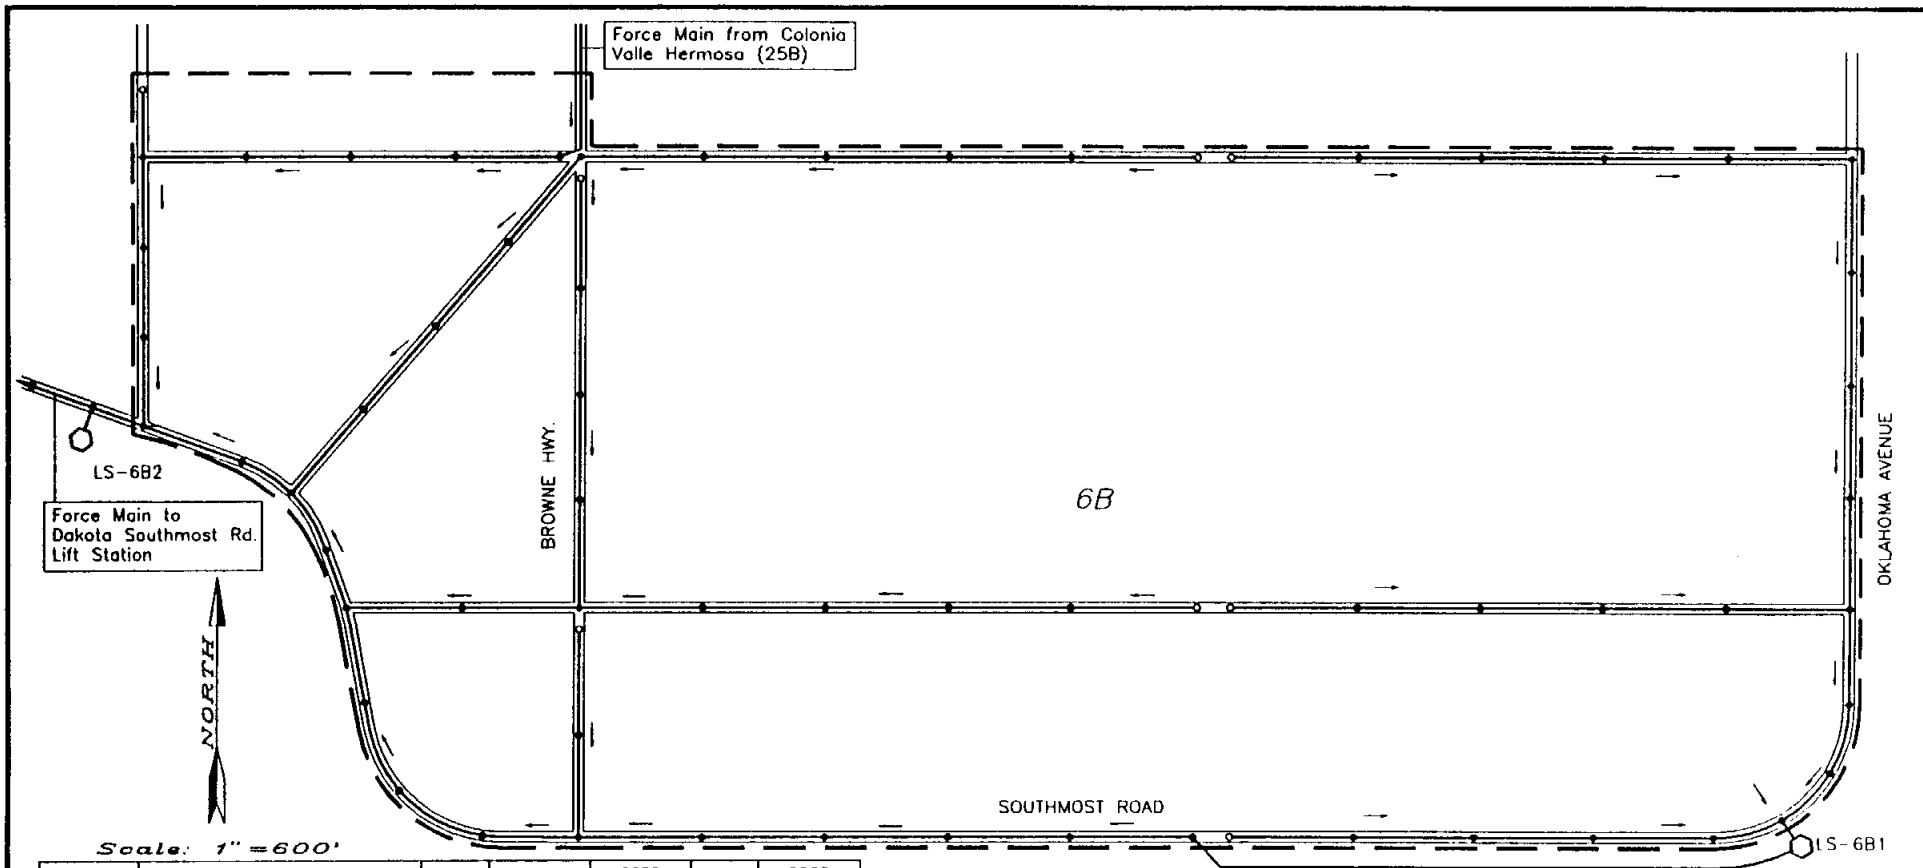 Force Main from Colonia
Valle Hermosa (25B)
LS-6B2
Force Main to
Dakota Southmost Rd.
Lift Station
BROWNE HWY.
6B
OKLAHOMA AVENUE
NORTH
SOUTHMOST ROAD
LS-6B1
Scale: 1"=600'